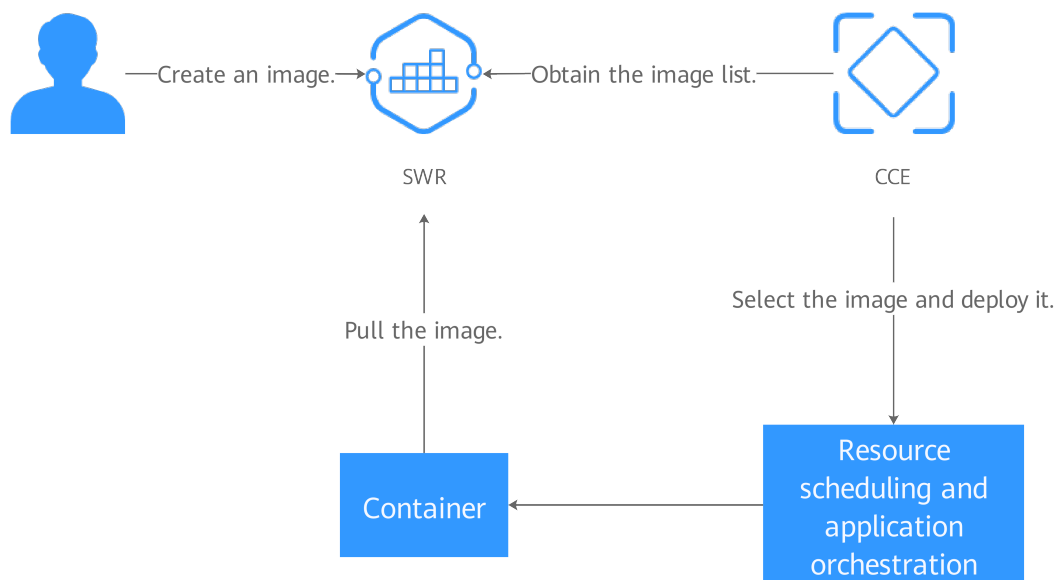 Create an image.
Obtain the image list.
SWR
CCE
Select the image and deploy it.
Pull the image.
Container
Resource
scheduling and
application
orchestration